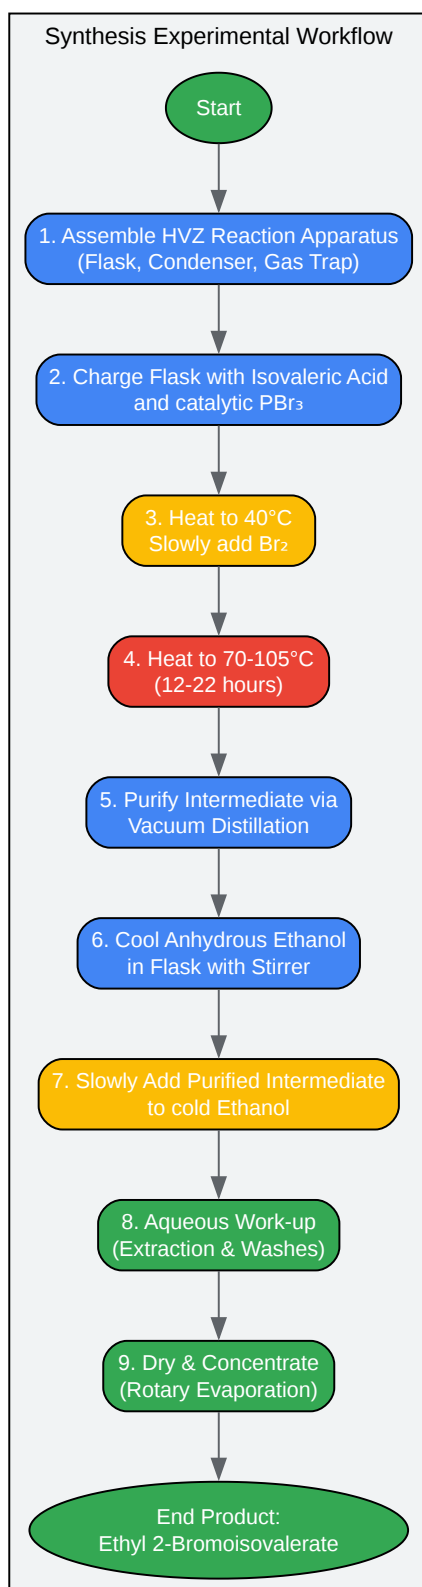 Synthesis Experimental Workflow
Start
1. Assemble HVZ Reaction Apparatus
(Flask, Condenser, Gas Trap)
2. Charge Flask with Isovaleric Acid
and catalytic PBr₃
3. Heat to 40°C
Slowly add Br₂
4. Heat to 70-105°C
(12-22 hours)
5. Purify Intermediate via
Vacuum Distillation
6. Cool Anhydrous Ethanol
in Flask with Stirrer
7. Slowly Add Purified Intermediate
to cold Ethanol
8. Aqueous Work-up
(Extraction & Washes)
9. Dry & Concentrate
(Rotary Evaporation)
End Product:
Ethyl 2-Bromoisovalerate